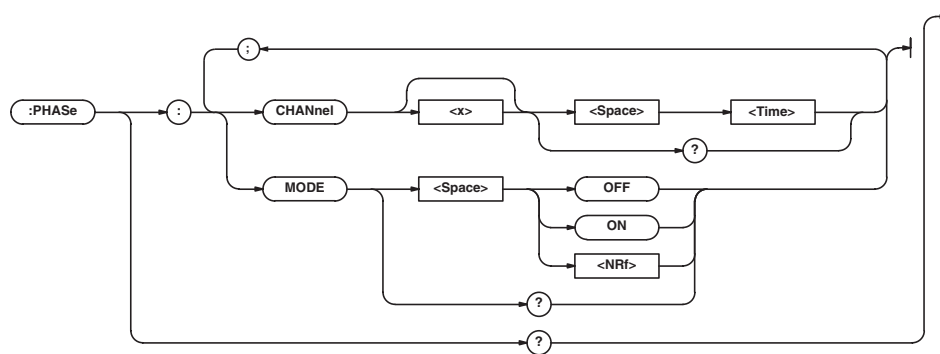 ;
:PHASe : CHANnel <x> <Space> <Time>
?
MODE <Space> OFF
ON
<NRf>
?
?